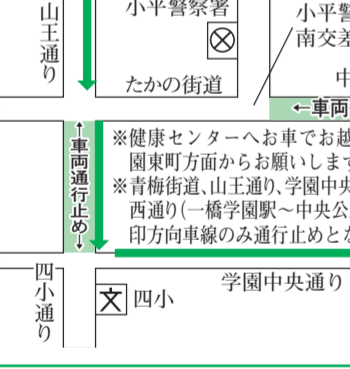 山王通り
小平警察署
小平警
南交差
たかの街道
中
←車両
←車両通行止め→
※健康センターへお車でお越
園東町方面からお願いします
※青梅街道、山王通り、学園中央
西通り(一橋学園駅～中央公
印方向車線のみ通行止めとな
四小通り
学園中央通り
文 四小